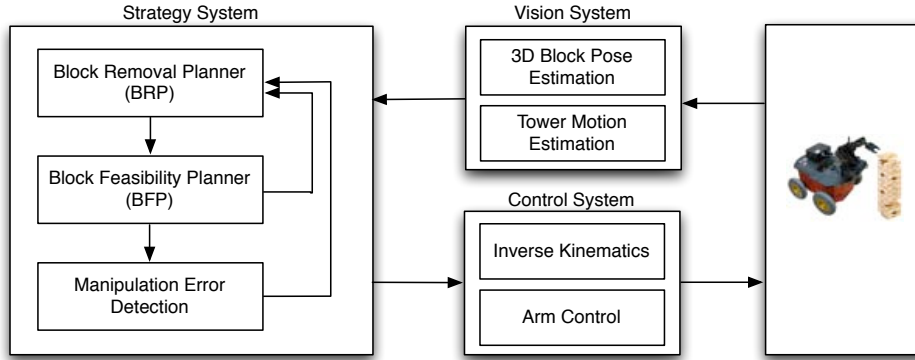 Strategy System
Block Removal Planner
(BRP)
Block Feasibility Planner
(BFP)
Manipulation Error
Detection
Vision System
3D Block Pose
Estimation
Tower Motion
Estimation
Control System
Inverse Kinematics
Arm Control